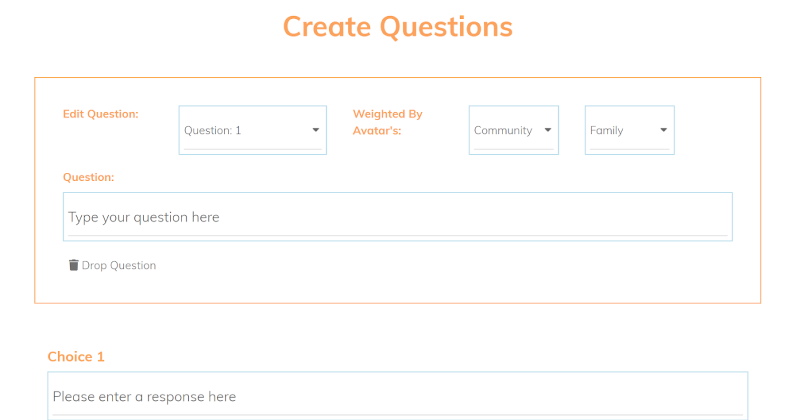 Create Questions
Edit Question:
Question: 1
Weighted By
Avatar's:
Community
Family
Question:
Type your question here
Drop Question
Choice 1
Please enter a response here